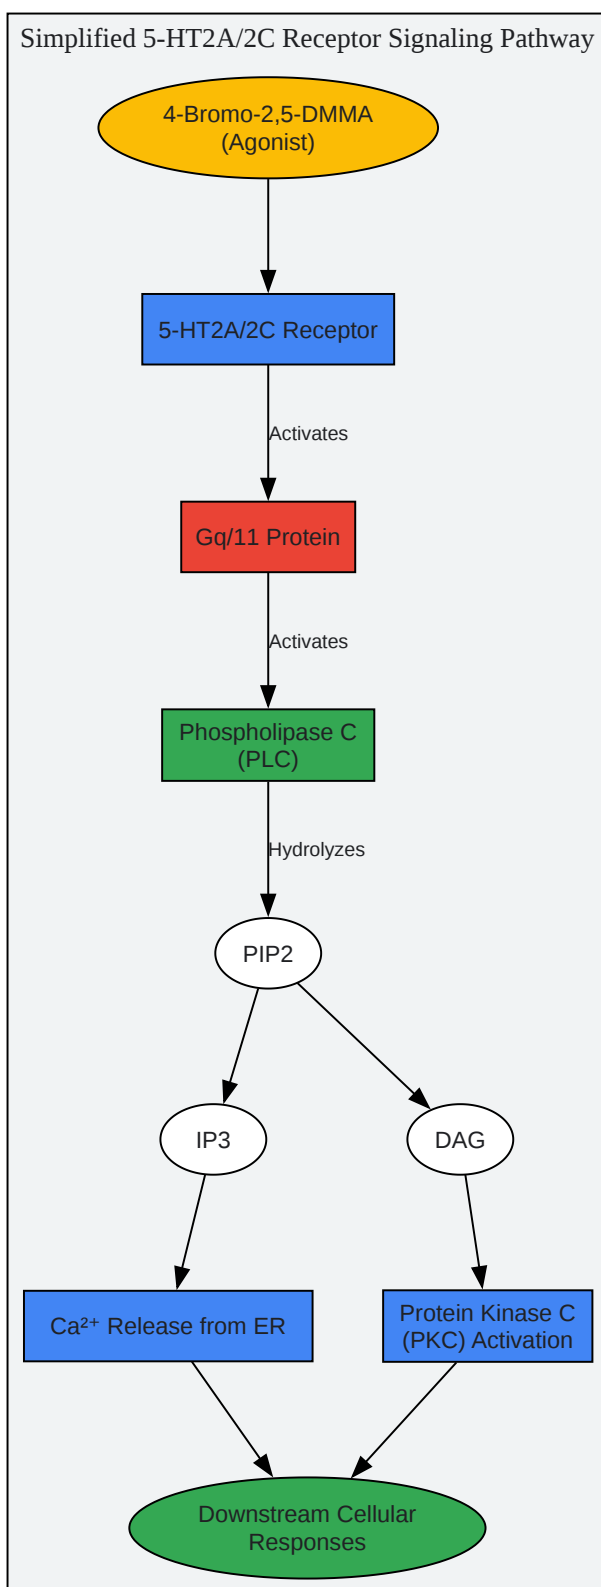 Simplified 5-HT2A/2C Receptor Signaling Pathway
4-Bromo-2,5-DMMA
(Agonist)
5-HT2A/2C Receptor
Activates
Gq/11 Protein
Activates
Phospholipase C
(PLC)
Hydrolyzes
PIP2
IP3
DAG
Ca²⁺ Release from ER
Protein Kinase C
(PKC) Activation
Downstream Cellular
Responses